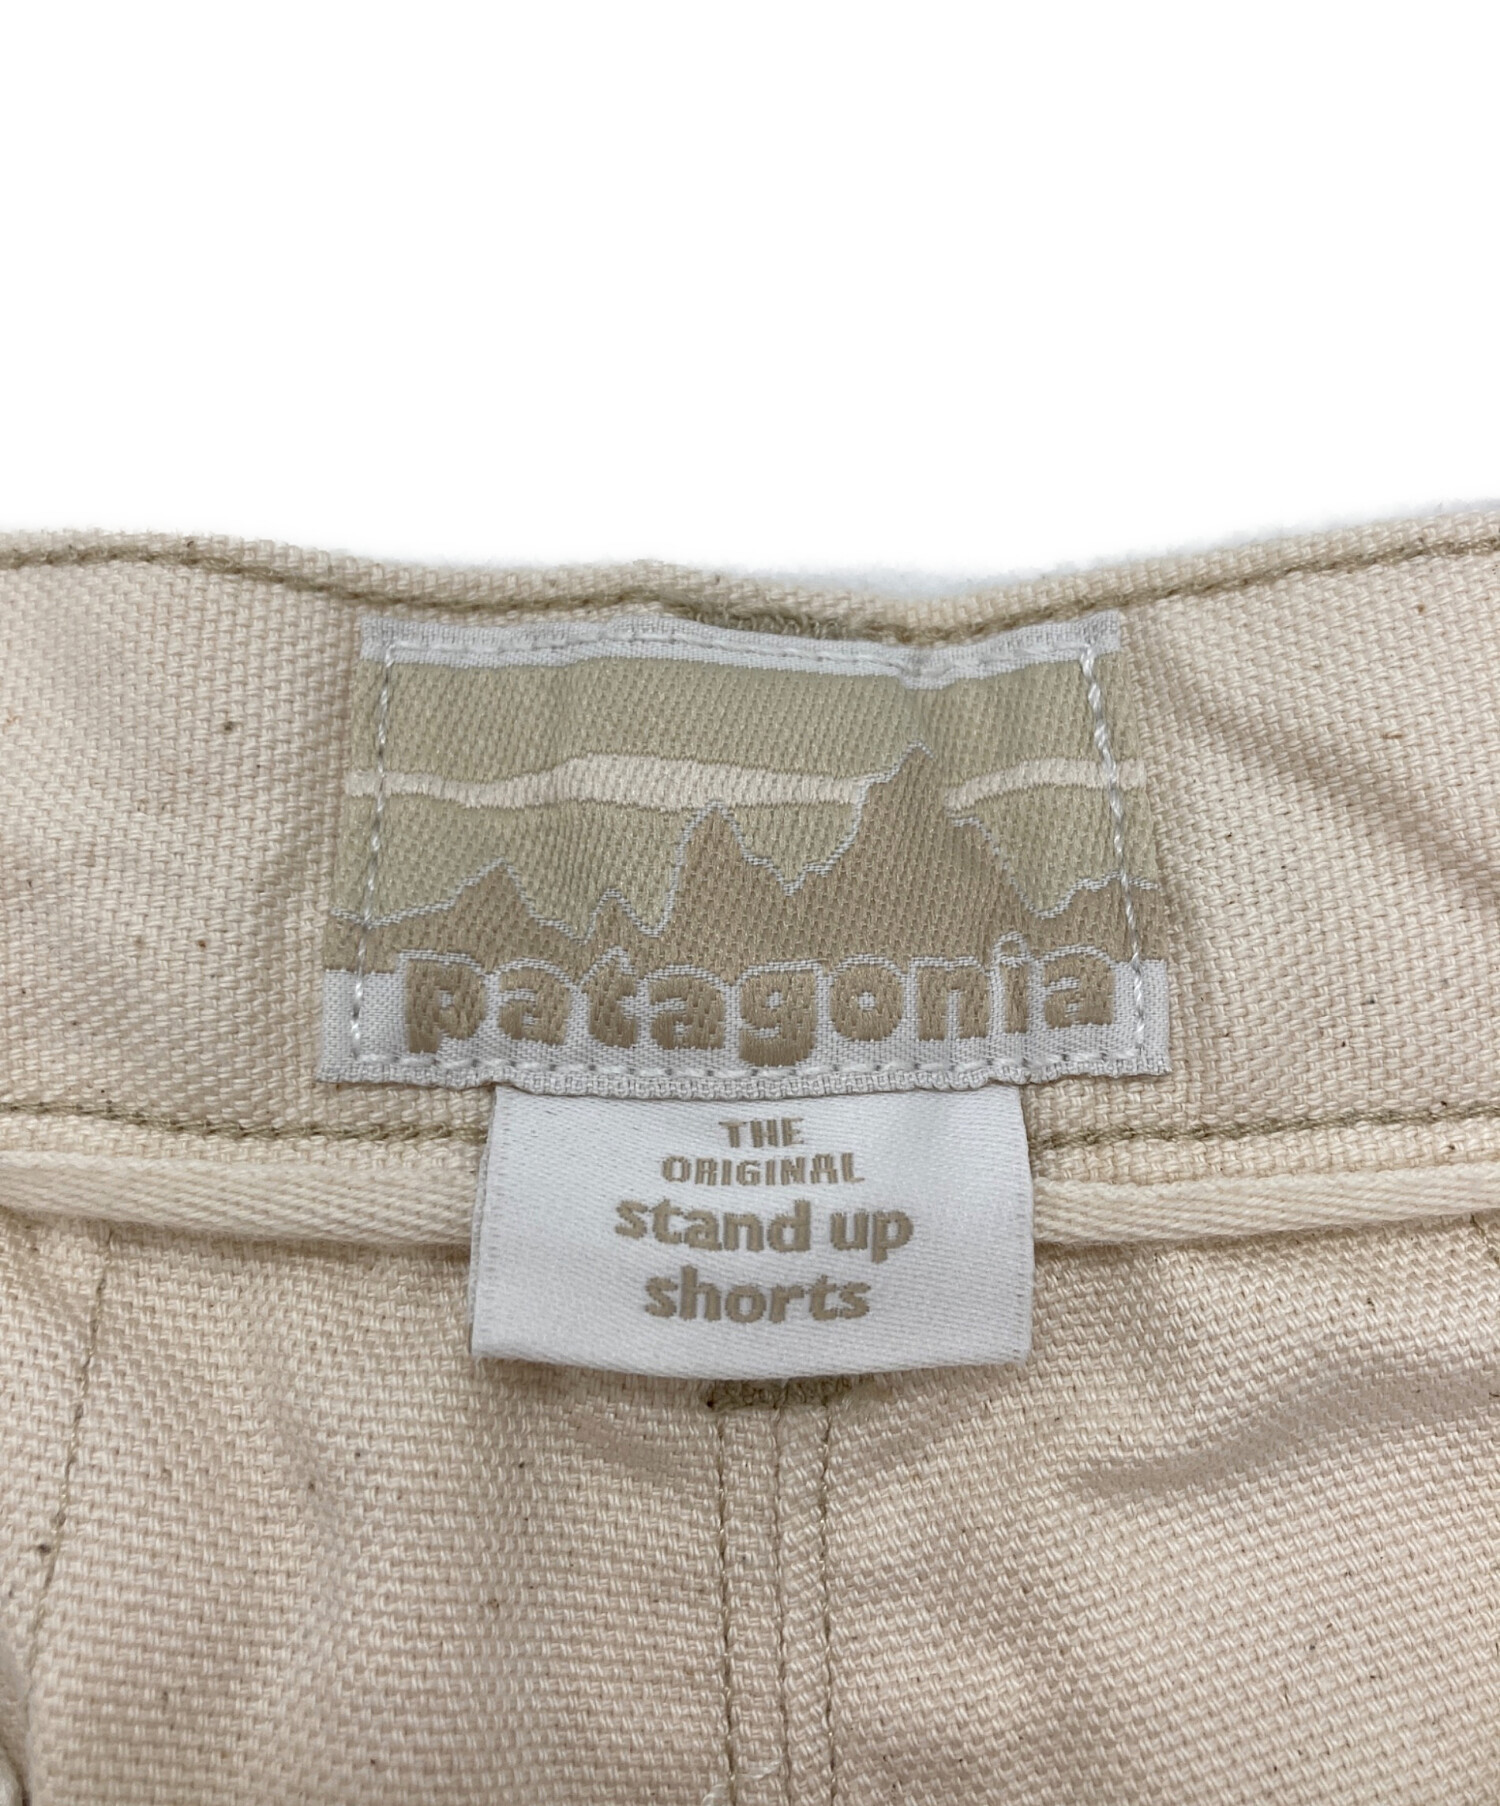 patagonia
THE
ORIGINAL
stand up
shorts